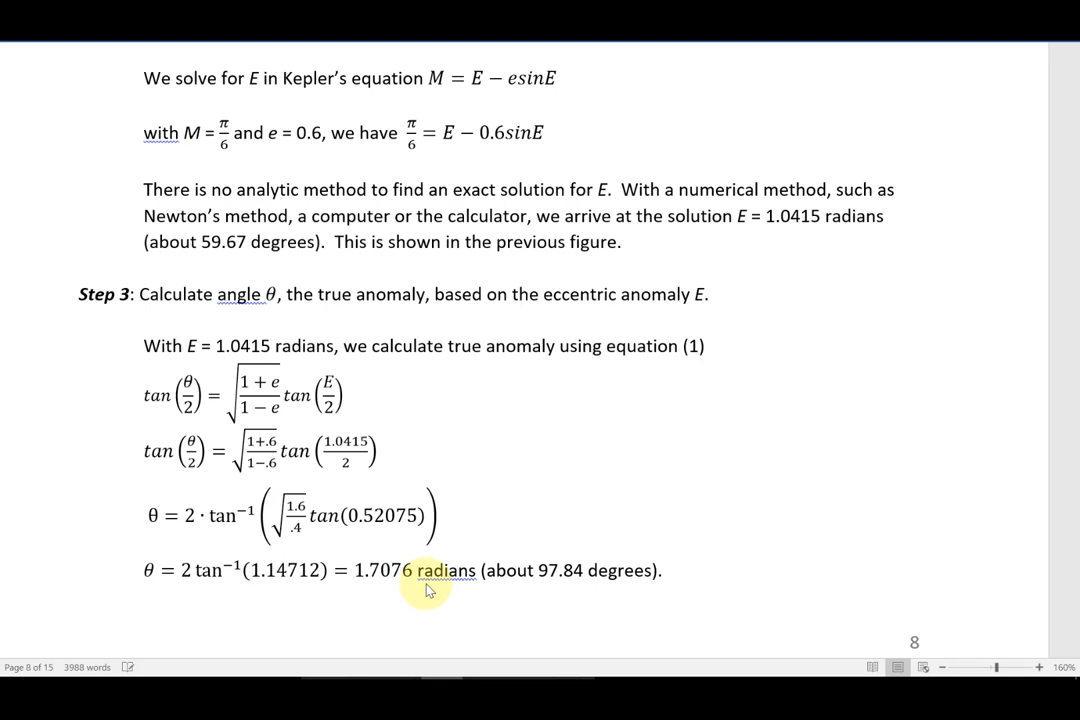 We solve for E in Kepler's equation M = E − esinE
with M = π/6 and e = 0.6, we have π/6 = E − 0.6sinE
There is no analytic method to find an exact solution for E. With a numerical method, such as
Newton's method, a computer or the calculator, we arrive at the solution E = 1.0415 radians
(about 59.67 degrees). This is shown in the previous figure.
Step 3: Calculate angle θ, the true anomaly, based on the eccentric anomaly E.
With E = 1.0415 radians, we calculate true anomaly using equation (1)
tan(θ/2) = √((1 + e)/(1 − e)) tan(E/2)
tan(θ/2) = √((1+.6)/(1−.6)) tan(1.0415/2)
θ = 2 · tan⁻¹(√(1.6/.4) tan(0.52075))
θ = 2 tan⁻¹(1.14712) = 1.7076 radians (about 97.84 degrees).
8
Page 8 of 15 3988 words 160%